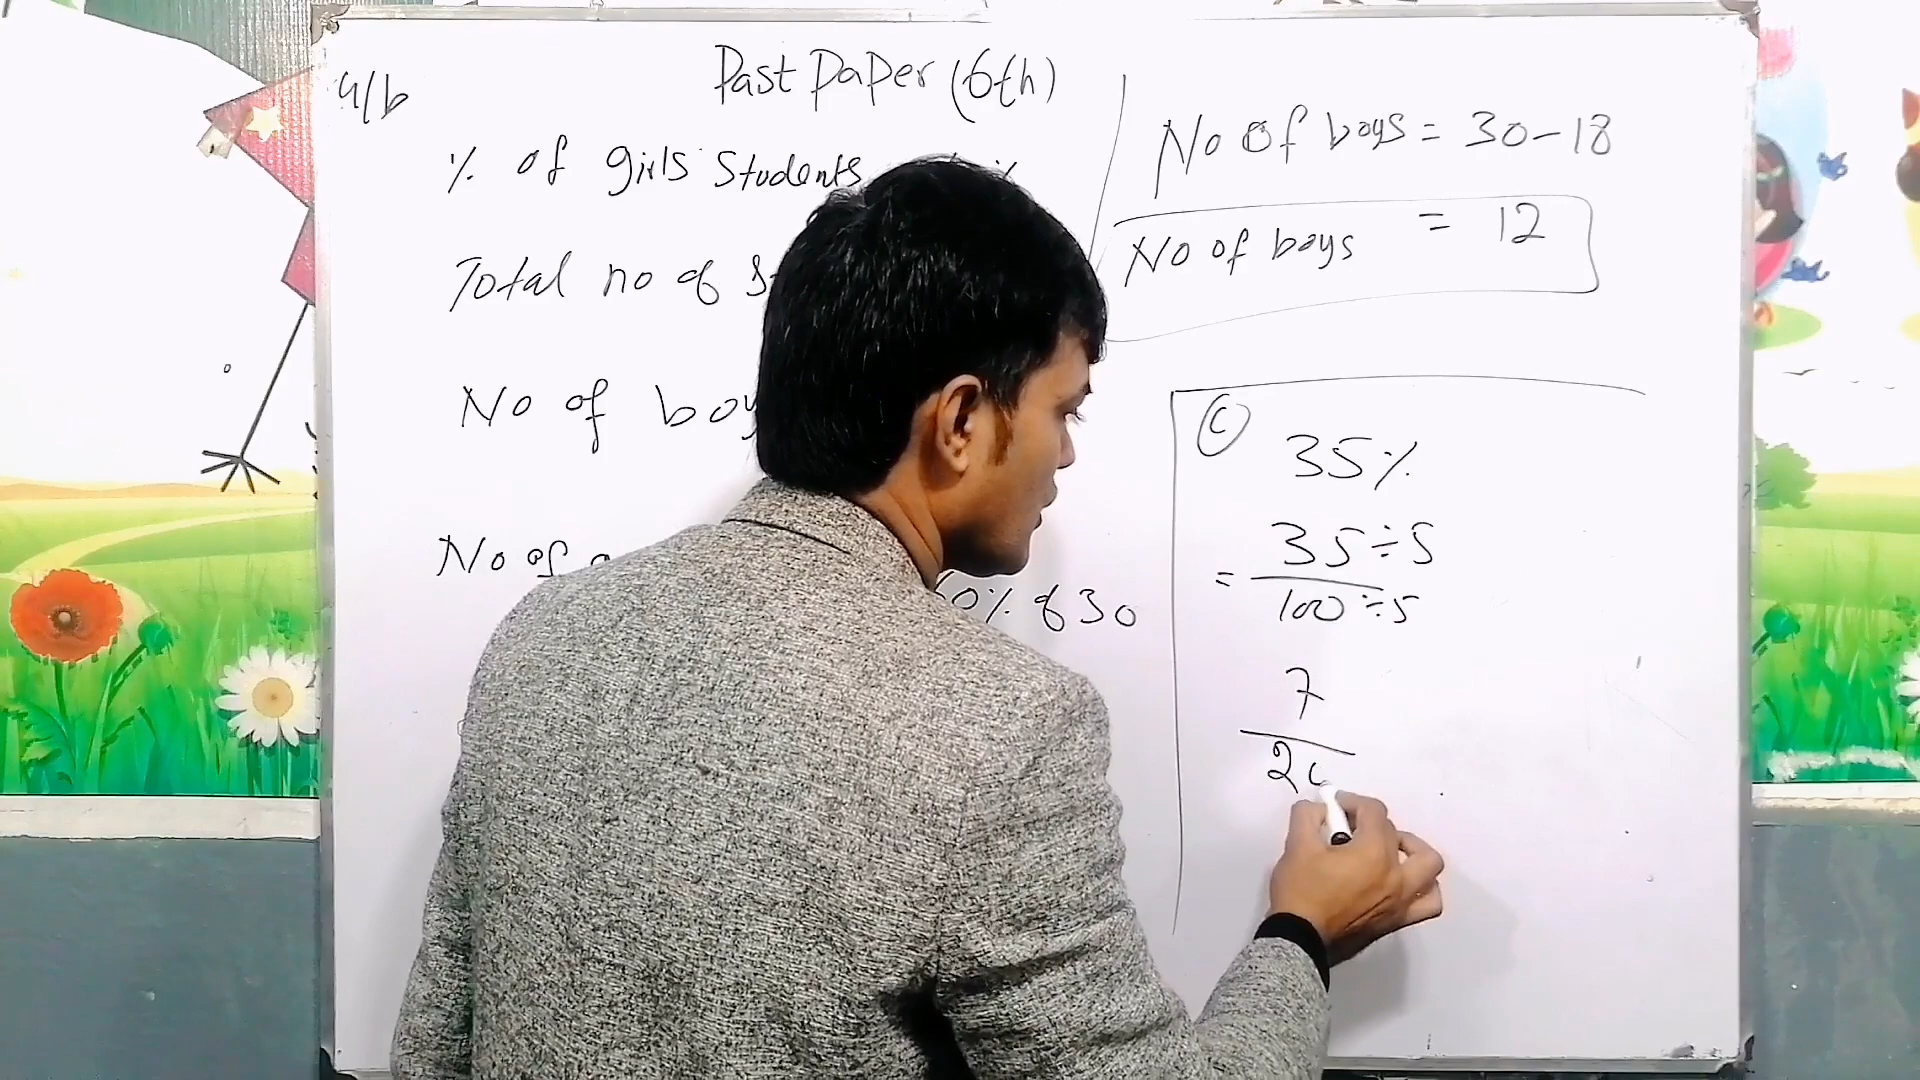 4/b
Past Paper (6th)
% of girls Students %
Total no of
No of boy
No of
0% of 30
No of boys = 30-18
No of boys = 12
C
35%
= 35÷5
100÷5
7
20